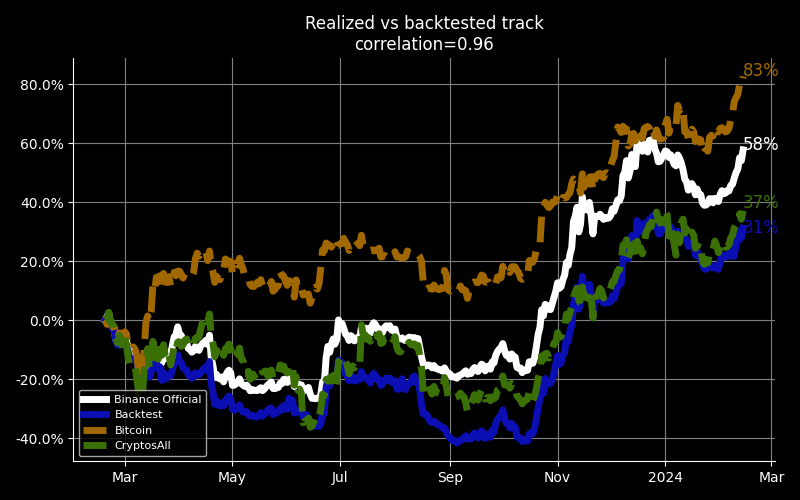 Realized vs backtested track
correlation=0.96
80.0%
60.0%
40.0%
20.0%
0.0%
-20.0%
-40.0%
83%
58%
37%
31%
Binance Official
Backtest
Bitcoin
CryptosAll
Mar
May
Jul
Sep
Nov
2024
Mar